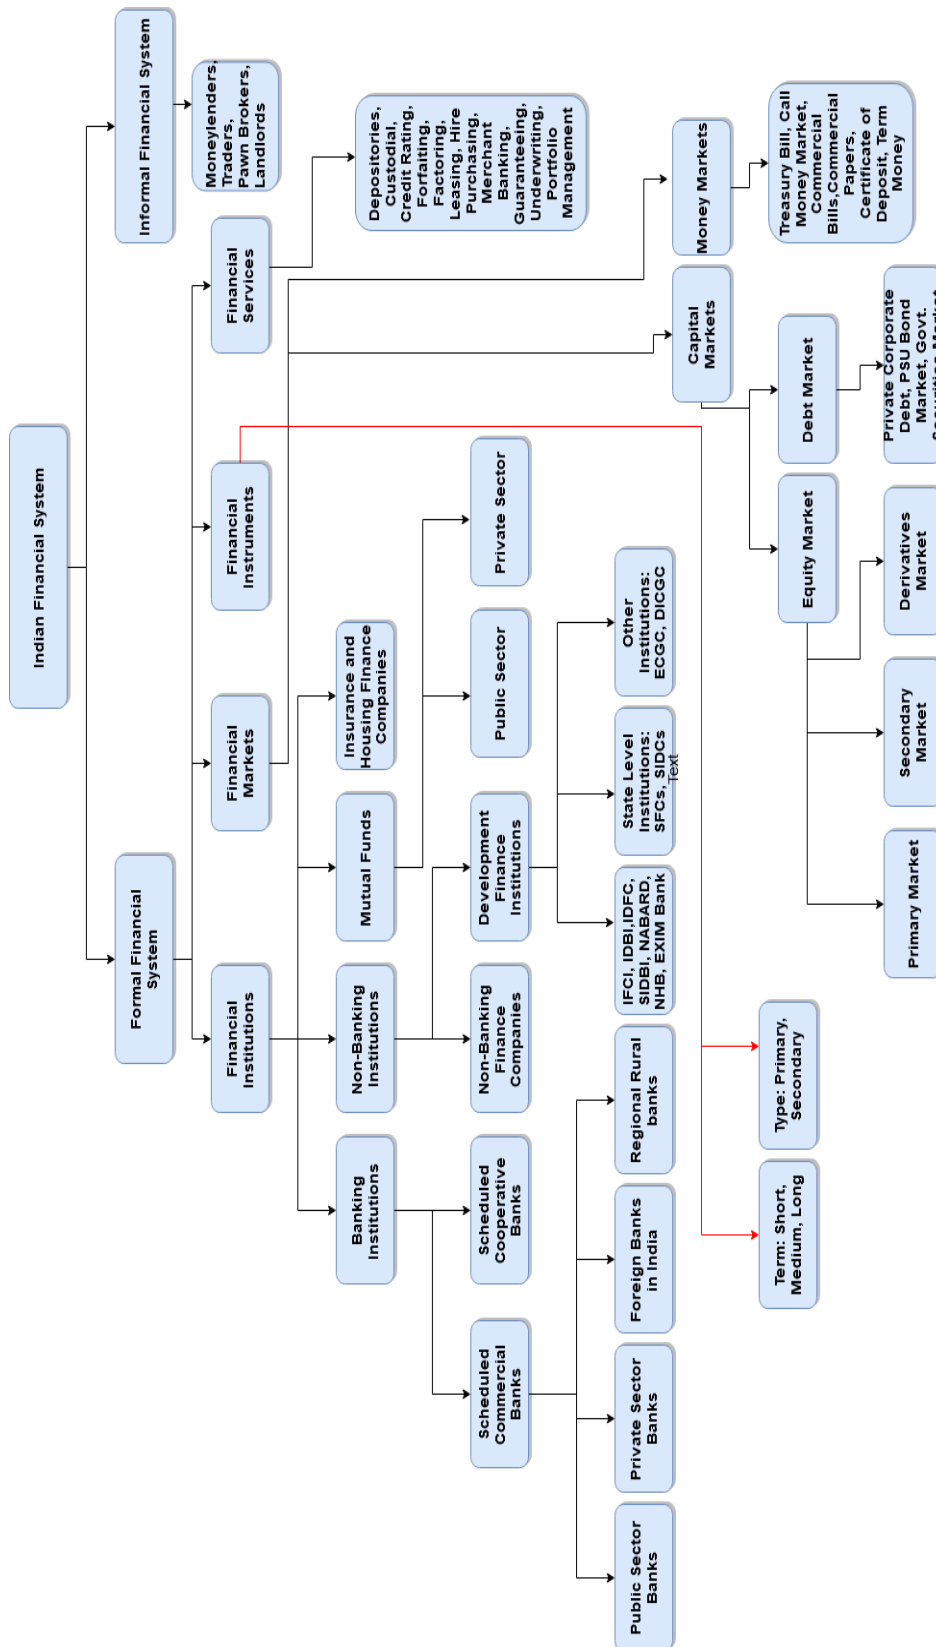 Indian Financial System
Formal Financial
System
Informal Financial System
Financial
Institutions
Financial
Markets
Financial
Instruments
Financial
Services
Moneylenders,
Traders,
Pawn Brokers,
Landlords
Banking
Institutions
Non-Banking
Institutions
Mutual Funds
Insurance and
Housing FInance
Companies
Depositories,
Custodial,
Credit Rating,
Forfaiting,
Factoring,
Leasing, Hire
Purchasing,
Merchant
Banking,
Guaranteeing,
Underwriting,
Portfolio
Management
Scheduled
Commercial
Banks
Scheduled
Cooperative
Banks
Non-Banking
Finance
Companies
Development
Finance
Institutions
Public Sector
Private Sector
Public Sector
Banks
Private Sector
Banks
Foreign Banks
in India
Regional Rural
banks
IFCI, IDBI,IDFC,
SIDBI, NABARD,
NHB, EXIM Bank
State Level
Institutions:
SFCs, SIDCs
Text
Other
Institutions:
ECGC, DICGC
Capital
Markets
Money Markets
Term: Short,
Medium, Long
Type: Primary,
Secondary
Equity Market
Debt Market
Treasury Bill, Call
Money Market,
Commercial
Bills,Commercial
Papers,
Certificate of
Deposit, Term
Money
Primary Market
Secondary
Market
Derivatives
Market
Private Corporate
Debt, PSU Bond
Market, Govt.
Securities Market